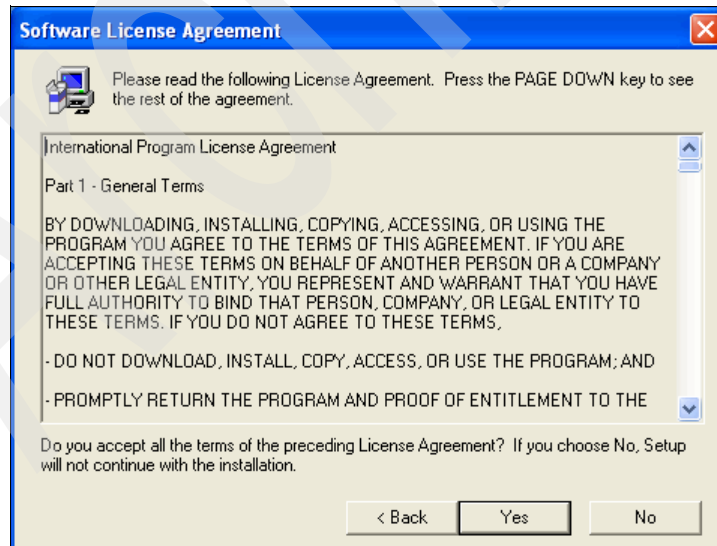 Software License Agreement
Please read the following License Agreement. Press the PAGE DOWN key to see
the rest of the agreement.
International Program License Agreement
Part 1 - General Terms
BY DOWNLOADING, INSTALLING, COPYING, ACCESSING, OR USING THE
PROGRAM YOU AGREE TO THE TERMS OF THIS AGREEMENT. IF YOU ARE
ACCEPTING THESE TERMS ON BEHALF OF ANOTHER PERSON OR A COMPANY
OR OTHER LEGAL ENTITY, YOU REPRESENT AND WARRANT THAT YOU HAVE
FULL AUTHORITY TO BIND THAT PERSON, COMPANY, OR LEGAL ENTITY TO
THESE TERMS. IF YOU DO NOT AGREE TO THESE TERMS,
- DO NOT DOWNLOAD, INSTALL, COPY, ACCESS, OR USE THE PROGRAM; AND
- PROMPTLY RETURN THE PROGRAM AND PROOF OF ENTITLEMENT TO THE
Do you accept all the terms of the preceding License Agreement? If you choose No, Setup
will not continue with the installation.
< Back Yes No